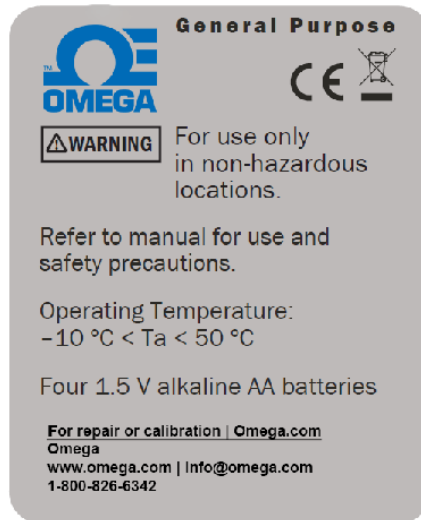 General Purpose
TM
OMEGA
CE
⚠WARNING
For use only
in non-hazardous
locations.
Refer to manual for use and
safety precautions.
Operating Temperature:
–10 °C < Ta < 50 °C
Four 1.5 V alkaline AA batteries
For repair or calibration | Omega.com
Omega
www.omega.com | Info@omega.com
1-800-826-6342